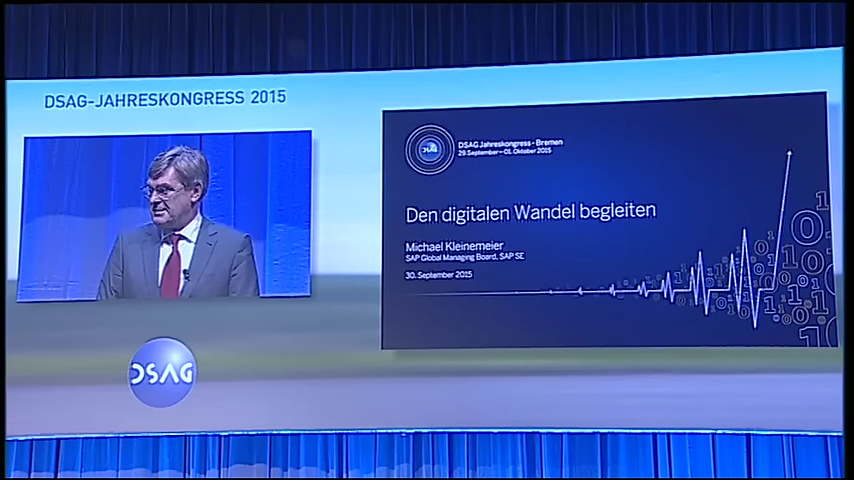 DSAG-JAHRESKONGRESS 2015
DSAG
DSAG Jahreskongress - Bremen
29. September – 01. Oktober 2015
Den digitalen Wandel begleiten
Michael Kleinemeier
SAP Global Managing Board, SAP SE
30. September 2015
DSAG